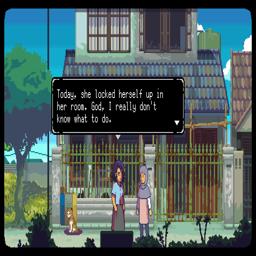 Today, she locked herself up in
her room. God, I really don't
know what to do.